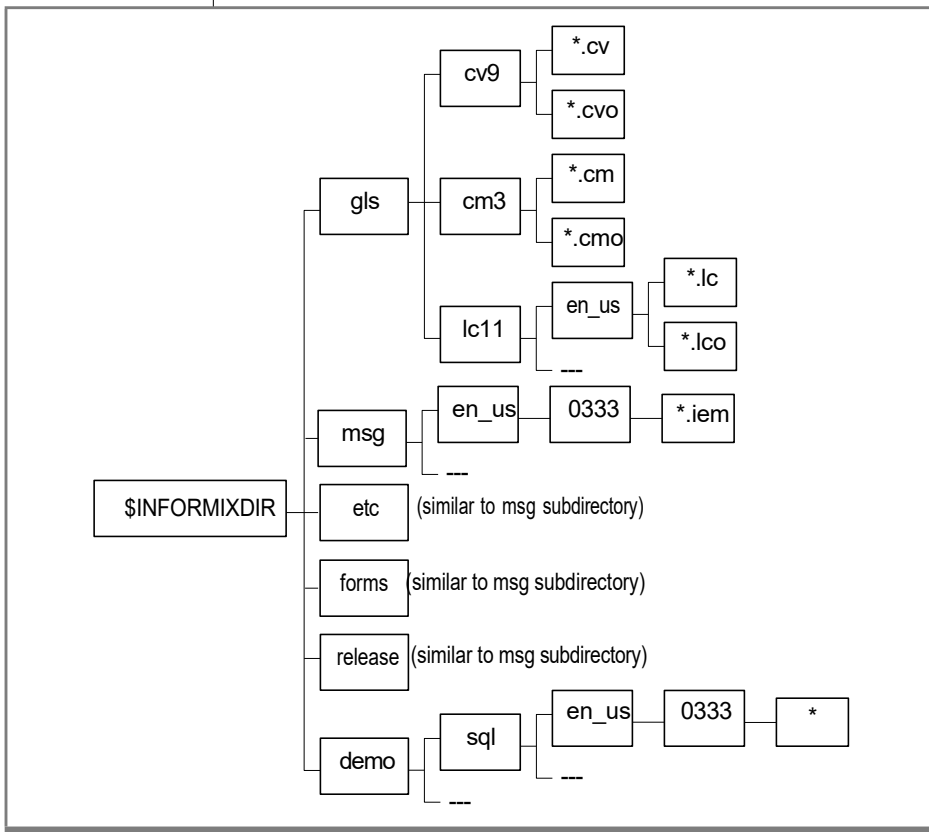 *.cv
cv9
*.cvo
*.cm
gls
cm3
*.cmo
*.lc
en_us
lc11
*.lco
---
en_us
0333
*.iem
msg
---
$INFORMIXDIR
etc (similar to msg subdirectory)
forms (similar to msg subdirectory)
release (similar to msg subdirectory)
en_us
0333
*
sql
demo
---
---